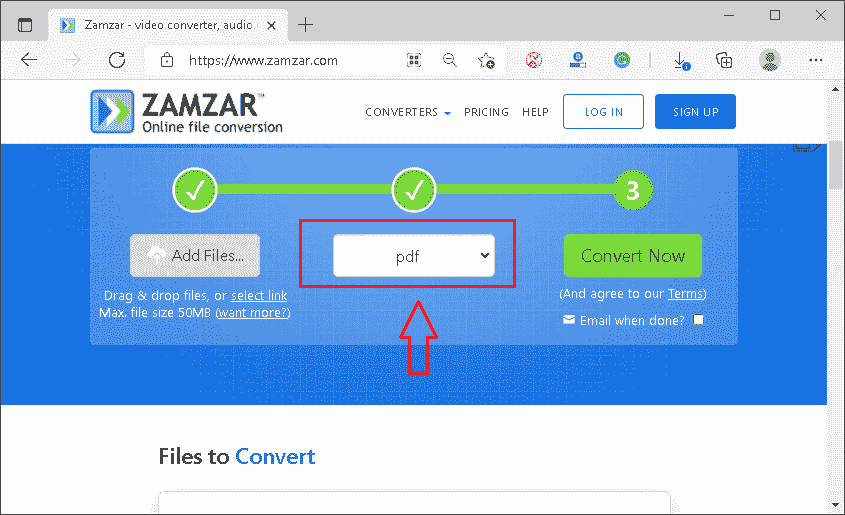 Zamzar - video converter, audio
https://www.zamzar.com
ZAMZAR™
Online file conversion
CONVERTERS
PRICING
HELP
LOG IN
SIGN UP
3
Add Files...
pdf
Convert Now
Drag & drop files, or select link
Max. file size 50MB (want more?)
(And agree to our Terms)
Email when done?
Files to Convert